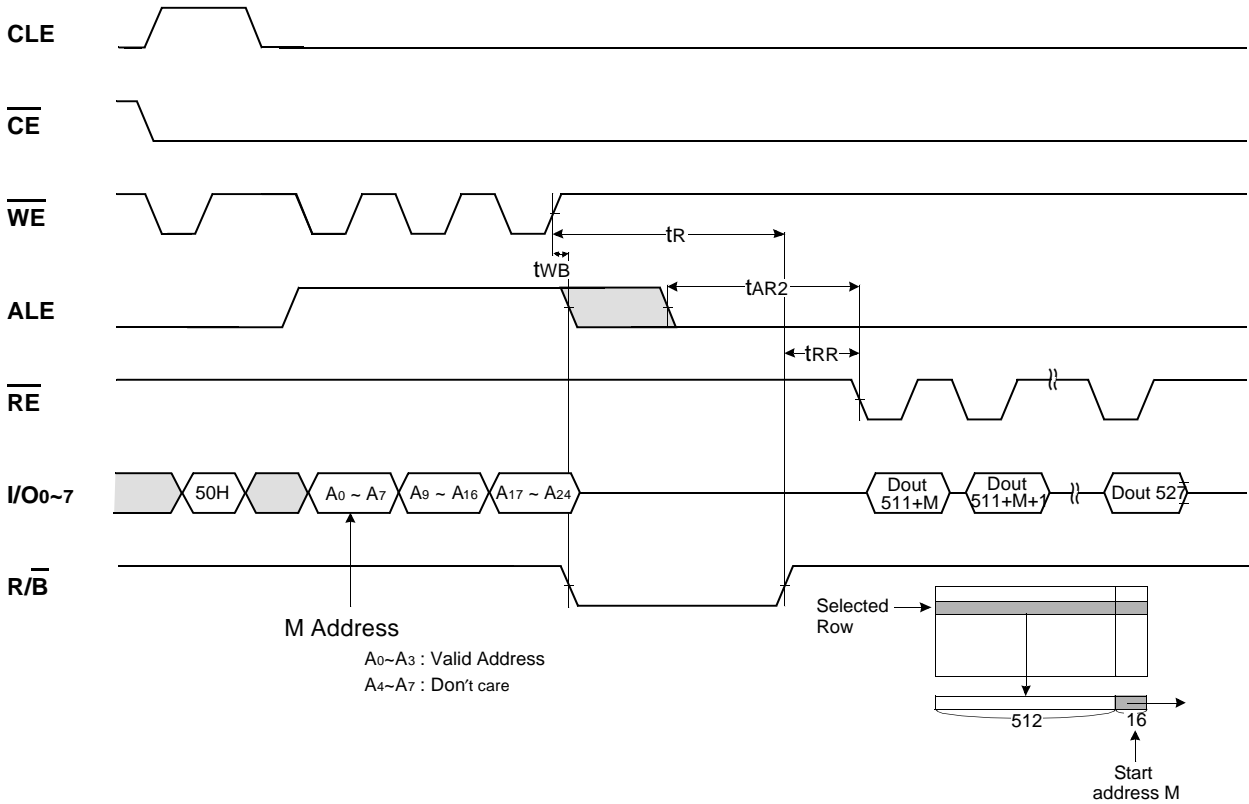 CLE
CE
WE
tR
tWB
tAR2
ALE
tRR
RE
I/O0~7
50H
A0 ~ A7
A9 ~ A16
A17 ~ A24
Dout
511+M
Dout
511+M+1
Dout 527
R/B
M Address
A0~A3 : Valid Address
A4~A7 : Don't care
Selected
Row
512
16
Start
address M